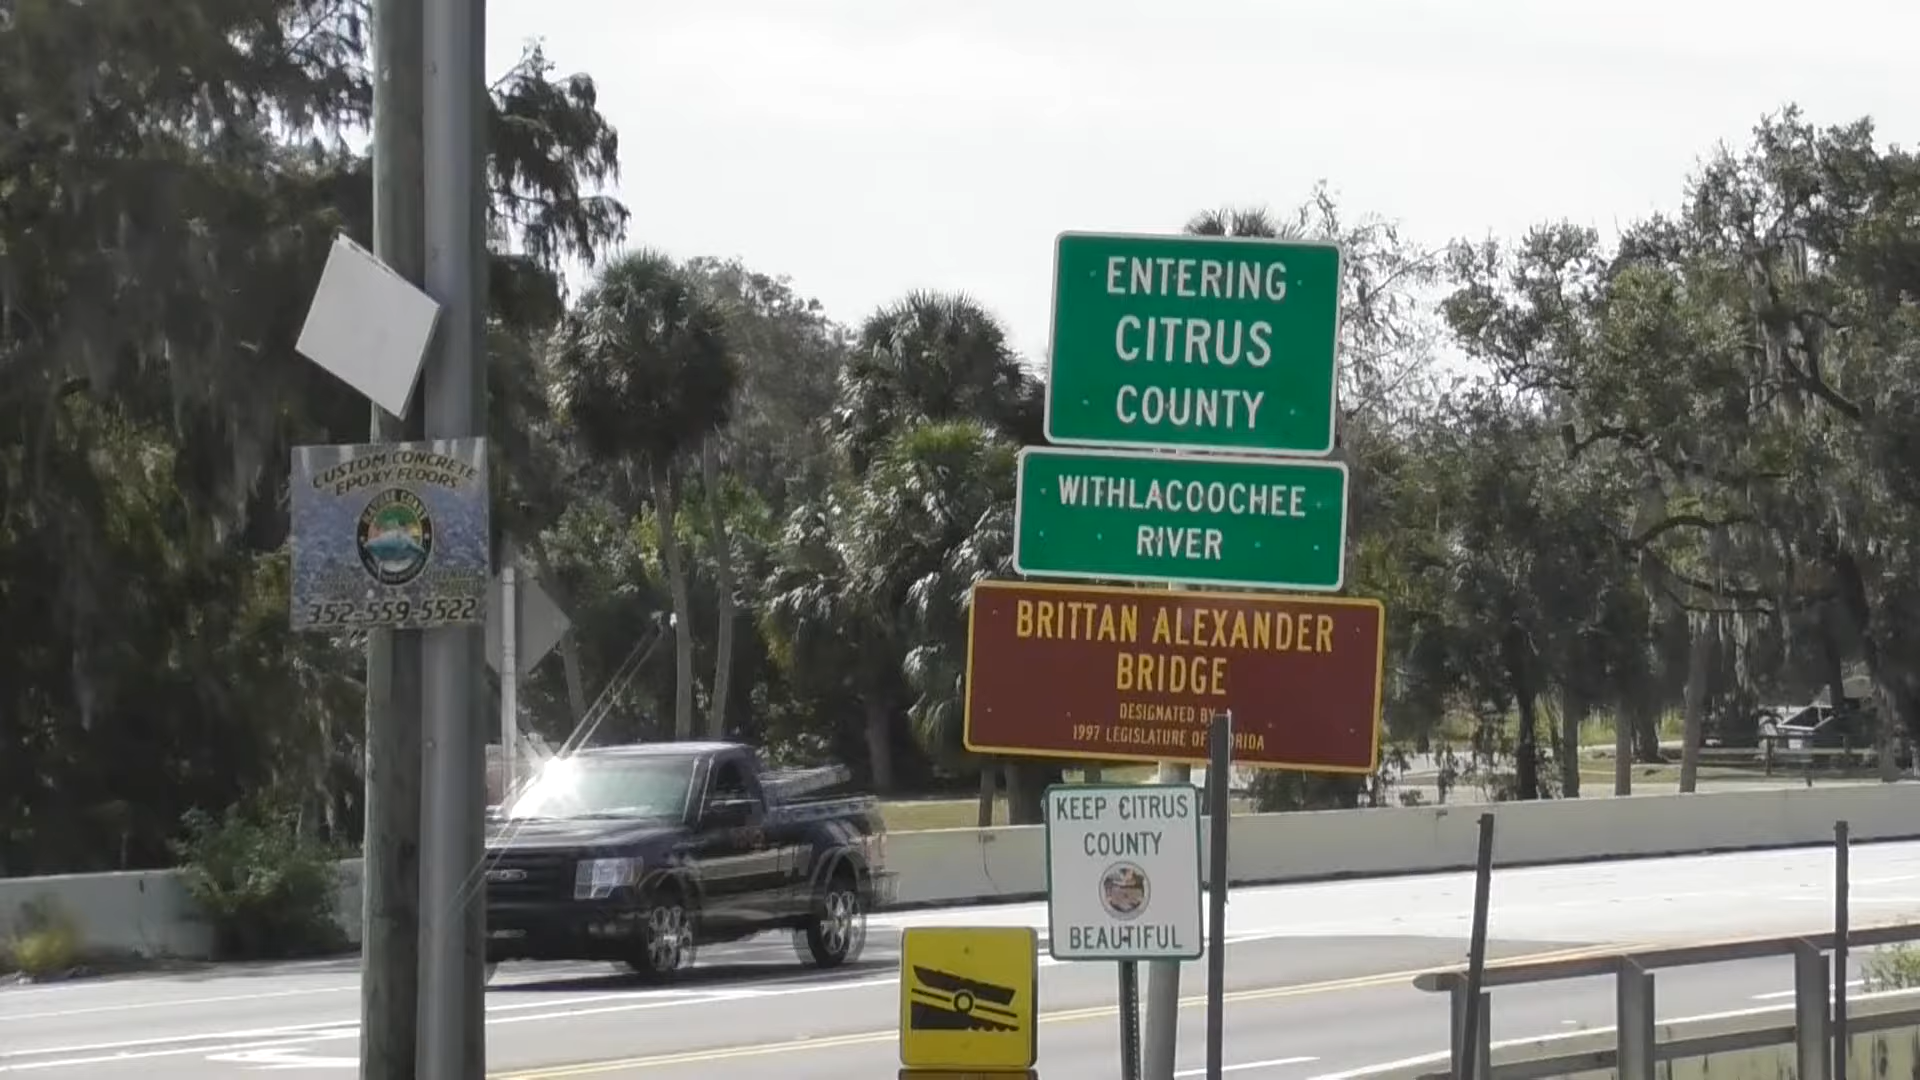 ENTERING
CITRUS
COUNTY
WITHLACOOCHEE
RIVER
BRITTAN ALEXANDER
BRIDGE
DESIGNATED BY
1997 LEGISLATURE OF
KEEP CITRUS
COUNTY
BEAUTIFUL
CUSTOM CONCRETE
EPOXY FLOORS
352-559-5522